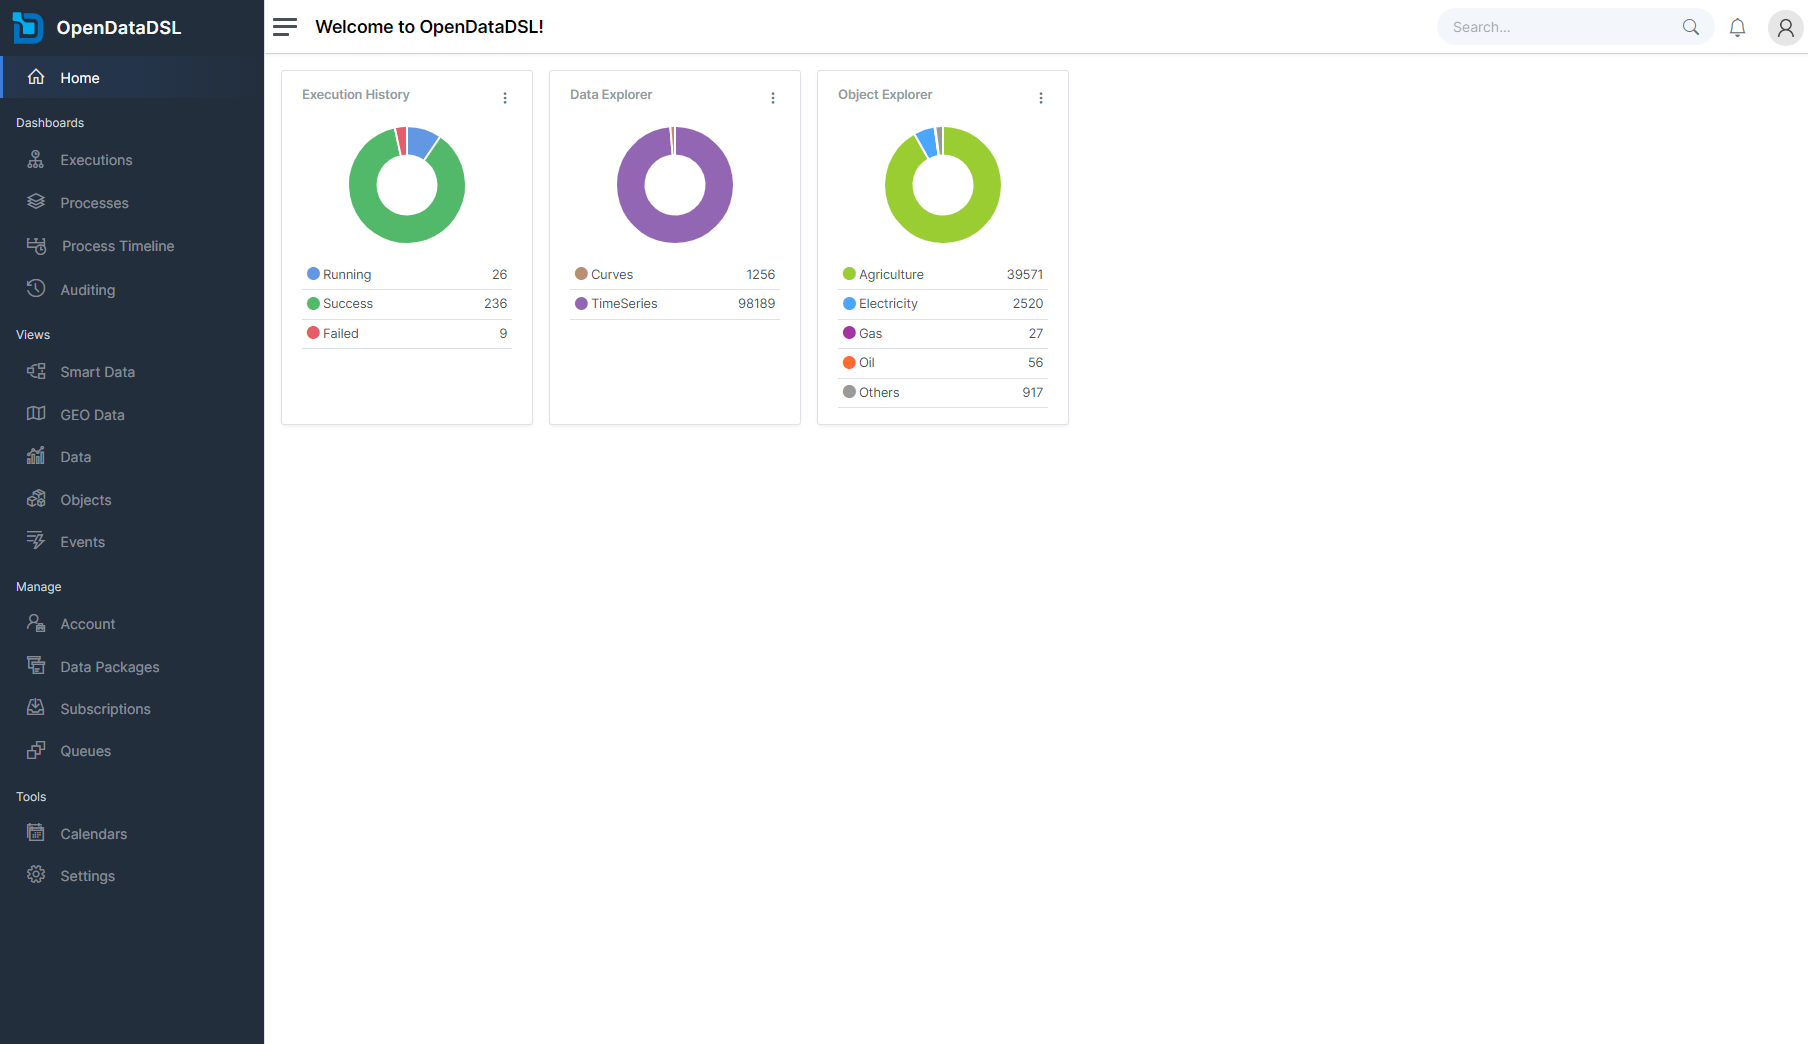 OpenDataDSL
Home
Dashboards
Executions
Processes
Process Timeline
Auditing
Views
Smart Data
GEO Data
Data
Objects
Events
Manage
Account
Data Packages
Subscriptions
Queues
Tools
Calendars
Settings
Welcome to OpenDataDSL!
Search...
Execution History
Running 26
Success 236
Failed 9
Data Explorer
Curves 1256
TimeSeries 98189
Object Explorer
Agriculture 39571
Electricity 2520
Gas 27
Oil 56
Others 917